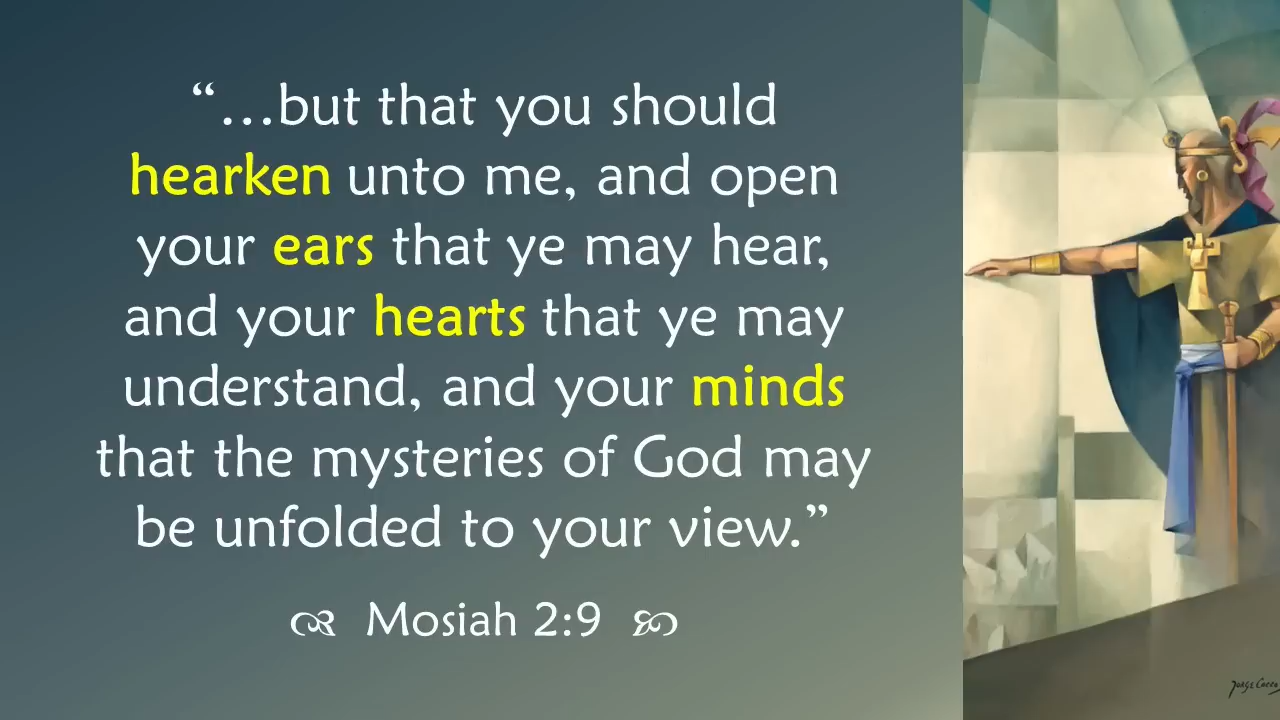 “…but that you should
hearken unto me, and open
your ears that ye may hear,
and your hearts that ye may
understand, and your minds
that the mysteries of God may
be unfolded to your view.”
Mosiah 2:9
Jorge Cocco